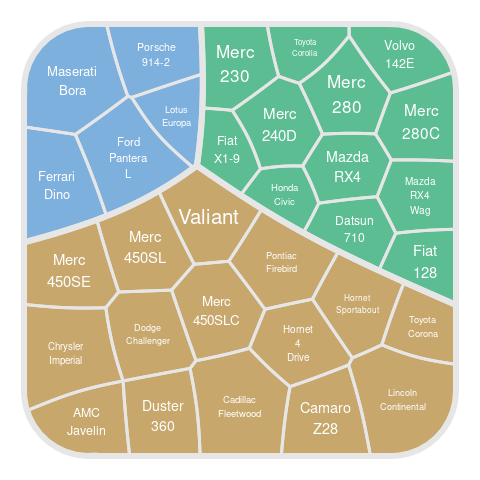 Maserati
Bora
Porsche
914-2
Lotus
Europa
Ford
Pantera
L
Ferrari
Dino
Merc
230
Toyota
Corolla
Volvo
142E
Merc
280
Merc
240D
Merc
280C
Fiat
X1-9
Mazda
RX4
Honda
Civic
Mazda
RX4
Wag
Datsun
710
Fiat
128
Valiant
Merc
450SL
Merc
450SE
Pontiac
Firebird
Merc
450SLC
Hornet
Sportabout
Toyota
Corona
Dodge
Challenger
Hornet
4
Drive
Chrysler
Imperial
AMC
Javelin
Duster
360
Cadillac
Fleetwood
Camaro
Z28
Lincoln
Continental